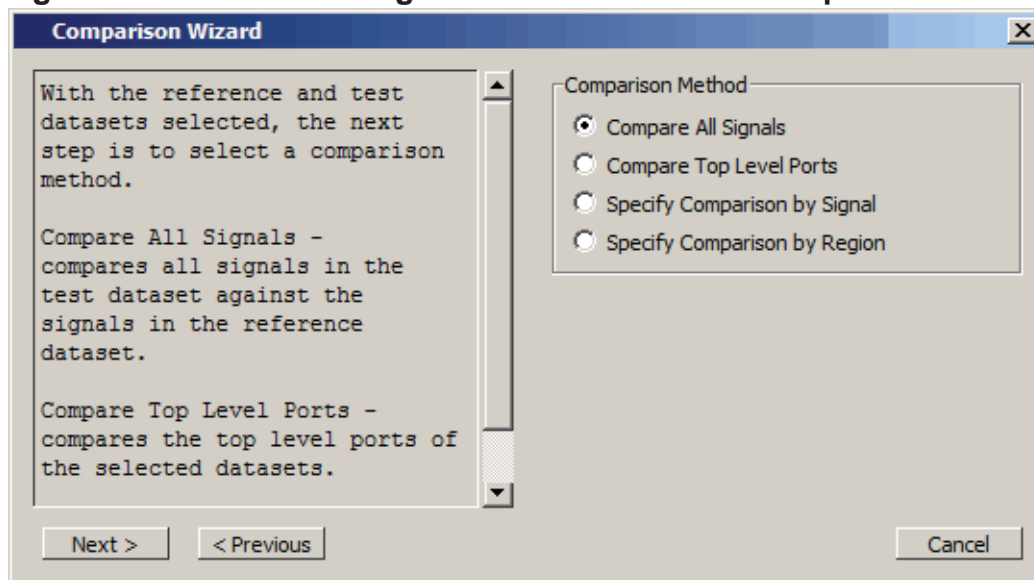 Comparison Wizard
With the reference and test
datasets selected, the next
step is to select a comparison
method.
Compare All Signals -
compares all signals in the
test dataset against the
signals in the reference
dataset.
Compare Top Level Ports -
compares the top level ports of
the selected datasets.
Comparison Method
Compare All Signals
Compare Top Level Ports
Specify Comparison by Signal
Specify Comparison by Region
Next >
< Previous
Cancel